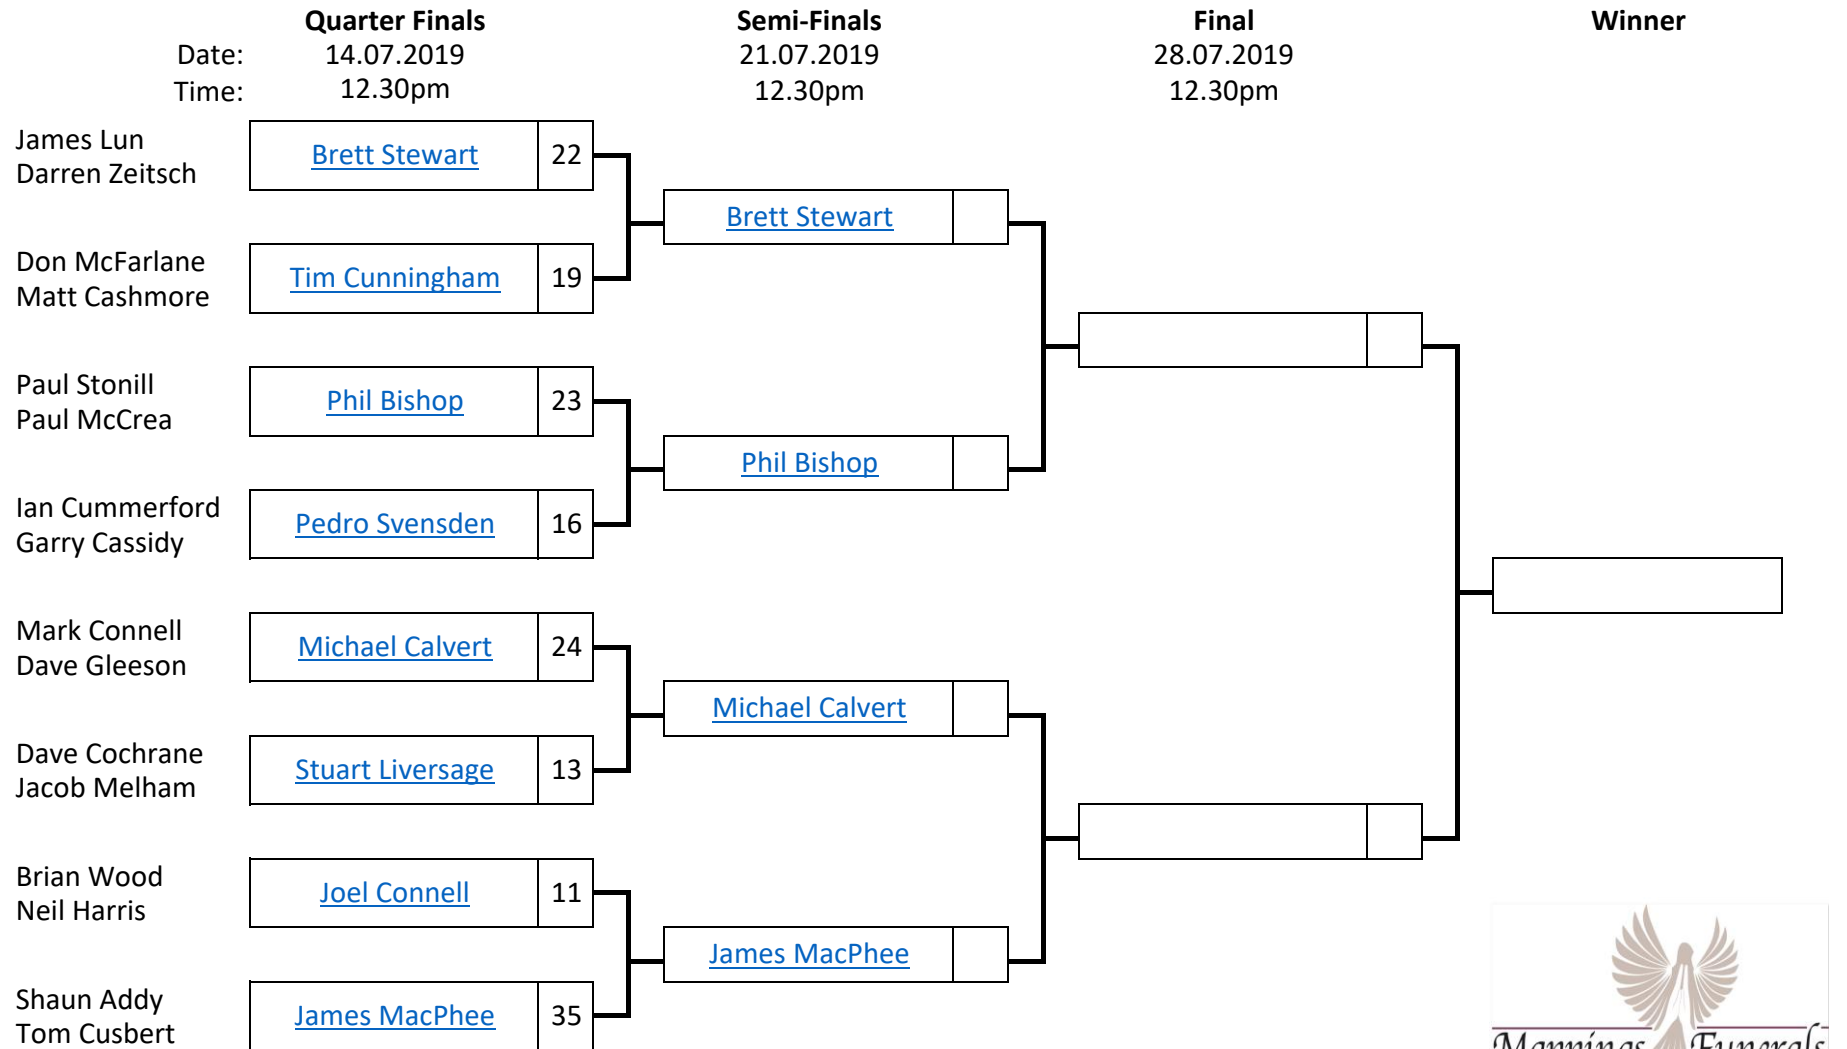 Quarter Finals Semi-Finals Final Winner
Date: 14.07.2019 21.07.2019 28.07.2019
Time: 12.30pm 12.30pm 12.30pm
James Lun
Darren Zeitsch
Brett Stewart 22
Brett Stewart
Don McFarlane
Matt Cashmore
Tim Cunningham 19
Paul Stonill
Paul McCrea
Phil Bishop 23
Phil Bishop
Ian Cummerford
Garry Cassidy
Pedro Svensden 16
Mark Connell
Dave Gleeson
Michael Calvert 24
Michael Calvert
Dave Cochrane
Jacob Melham
Stuart Liversage 13
Brian Wood
Neil Harris
Joel Connell 11
James MacPhee
Shaun Addy
Tom Cusbert
James MacPhee 35
Mannings Funerals